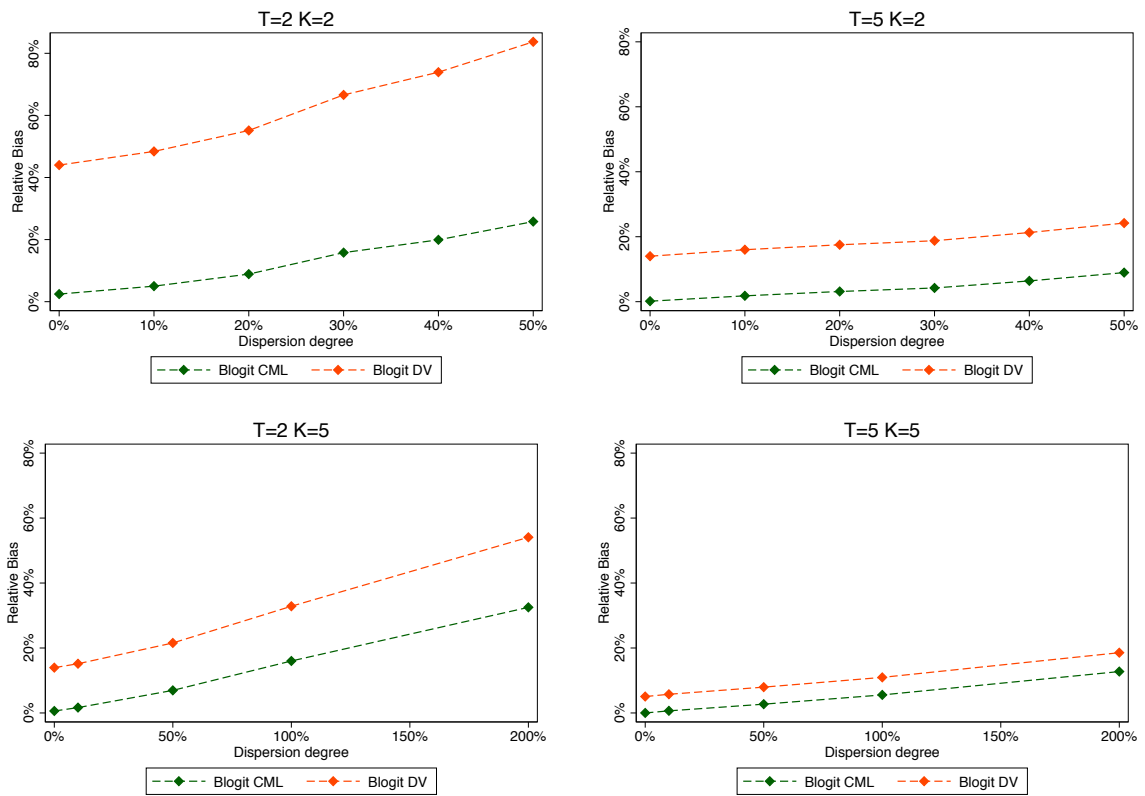 T=2 K=2
80%
60%
40%
20%
0%
Relative Bias
0% 10% 20% 30% 40% 50%
Dispersion degree
Blogit CML Blogit DV
T=5 K=2
80%
60%
40%
20%
0%
Relative Bias
0% 10% 20% 30% 40% 50%
Dispersion degree
Blogit CML Blogit DV
T=2 K=5
80%
60%
40%
20%
0%
Relative Bias
0% 50% 100% 150% 200%
Dispersion degree
Blogit CML Blogit DV
T=5 K=5
80%
60%
40%
20%
0%
Relative Bias
0% 50% 100% 150% 200%
Dispersion degree
Blogit CML Blogit DV